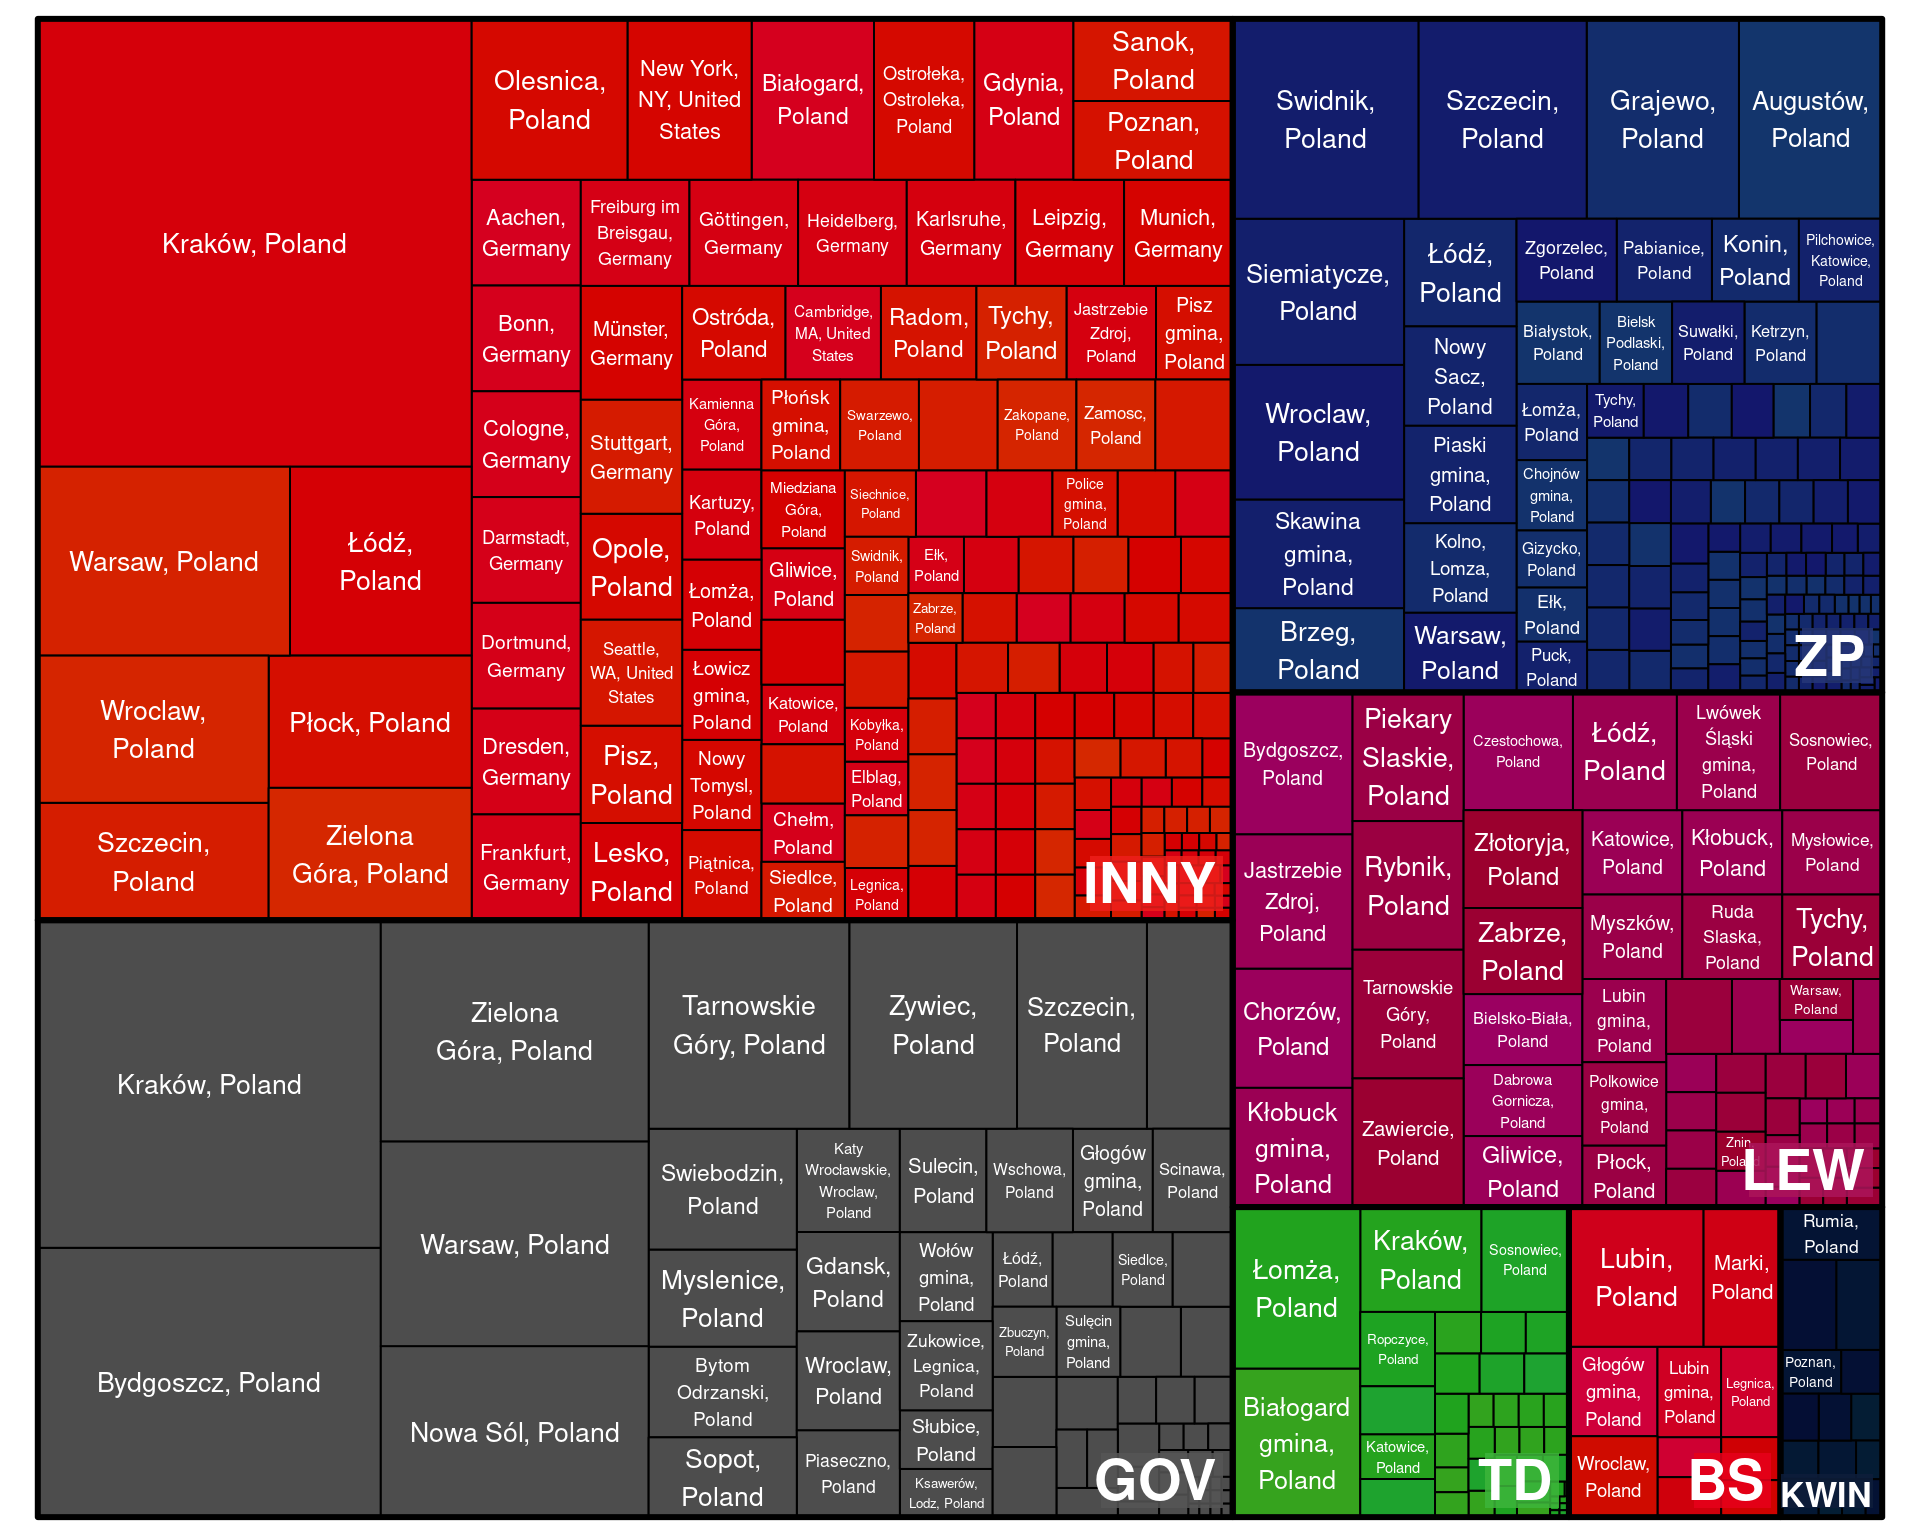 Kraków, Poland
Warsaw, Poland
Łódź,
Poland
Wroclaw,
Poland
Płock, Poland
Szczecin,
Poland
Zielona
Góra, Poland
Olesnica,
Poland
New York,
NY, United
States
Białogard,
Poland
Ostrołeka,
Ostroleka,
Poland
Gdynia,
Poland
Sanok,
Poland
Poznan,
Poland
Aachen,
Germany
Freiburg im
Breisgau,
Germany
Göttingen,
Germany
Heidelberg,
Germany
Karlsruhe,
Germany
Leipzig,
Germany
Munich,
Germany
Bonn,
Germany
Cologne,
Germany
Darmstadt,
Germany
Dortmund,
Germany
Dresden,
Germany
Frankfurt,
Germany
Münster,
Germany
Stuttgart,
Germany
Opole,
Poland
Seattle,
WA, United
States
Pisz,
Poland
Lesko,
Poland
Ostróda,
Poland
Cambridge,
MA, United
States
Radom,
Poland
Tychy,
Poland
Jastrzebie
Zdroj,
Poland
Pisz
gmina,
Poland
Kamienna
Góra,
Poland
Kartuzy,
Poland
Łomża,
Poland
Łowicz
gmina,
Poland
Nowy
Tomysl,
Poland
Piątnica,
Poland
Płońsk
gmina,
Poland
Swarzewo,
Poland
Zakopane,
Poland
Zamosc,
Poland
Miedziana
Góra,
Poland
Gliwice,
Poland
Katowice,
Poland
Chełm,
Poland
Siedlce,
Poland
Siechnice,
Poland
Police
gmina,
Poland
Swidnik,
Poland
Ełk,
Poland
Zabrze,
Poland
Kobyłka,
Poland
Elblag,
Poland
Legnica,
Poland
INNY
Swidnik,
Poland
Szczecin,
Poland
Grajewo,
Poland
Augustów,
Poland
Siemiatycze,
Poland
Wroclaw,
Poland
Skawina
gmina,
Poland
Brzeg,
Poland
Łódź,
Poland
Nowy
Sacz,
Poland
Piaski
gmina,
Poland
Kolno,
Lomza,
Poland
Warsaw,
Poland
Zgorzelec,
Poland
Pabianice,
Poland
Konin,
Poland
Pilchowice,
Katowice,
Poland
Białystok,
Poland
Bielsk
Podlaski,
Poland
Suwałki,
Poland
Ketrzyn,
Poland
Łomża,
Poland
Tychy,
Poland
Chojnów
gmina,
Poland
Gizycko,
Poland
Ełk,
Poland
Puck,
Poland
ZP
Bydgoszcz,
Poland
Jastrzebie
Zdroj,
Poland
Chorzów,
Poland
Kłobuck
gmina,
Poland
Piekary
Slaskie,
Poland
Rybnik,
Poland
Tarnowskie
Góry,
Poland
Zawiercie,
Poland
Czestochowa,
Poland
Łódź,
Poland
Lwówek
Śląski
gmina,
Poland
Sosnowiec,
Poland
Złotoryja,
Poland
Zabrze,
Poland
Bielsko-Biała,
Poland
Dabrowa
Gornicza,
Poland
Gliwice,
Poland
Katowice,
Poland
Kłobuck,
Poland
Mysłowice,
Poland
Myszków,
Poland
Ruda
Slaska,
Poland
Tychy,
Poland
Lubin
gmina,
Poland
Polkowice
gmina,
Poland
Płock,
Poland
Warsaw,
Poland
Znin,
Poland
LEW
Kraków, Poland
Bydgoszcz, Poland
Zielona
Góra, Poland
Warsaw, Poland
Nowa Sól, Poland
Tarnowskie
Góry, Poland
Zywiec,
Poland
Szczecin,
Poland
Swiebodzin,
Poland
Myslenice,
Poland
Bytom
Odrzanski,
Poland
Sopot,
Poland
Katy
Wrocławskie,
Wroclaw,
Poland
Gdansk,
Poland
Wroclaw,
Poland
Piaseczno,
Poland
Sulecin,
Poland
Wschowa,
Poland
Głogów
gmina,
Poland
Scinawa,
Poland
Wołów
gmina,
Poland
Zukowice,
Legnica,
Poland
Słubice,
Poland
Ksawerów,
Lodz, Poland
Łódź,
Poland
Siedlce,
Poland
Zbuczyn,
Poland
Sulęcin
gmina,
Poland
GOV
Łomża,
Poland
Białogard
gmina,
Poland
Kraków,
Poland
Sosnowiec,
Poland
Ropczyce,
Poland
Katowice,
Poland
TD
Lubin,
Poland
Marki,
Poland
Głogów
gmina,
Poland
Lubin
gmina,
Poland
Legnica,
Poland
Wroclaw,
Poland
BS
Rumia,
Poland
Poznan,
Poland
KWIN